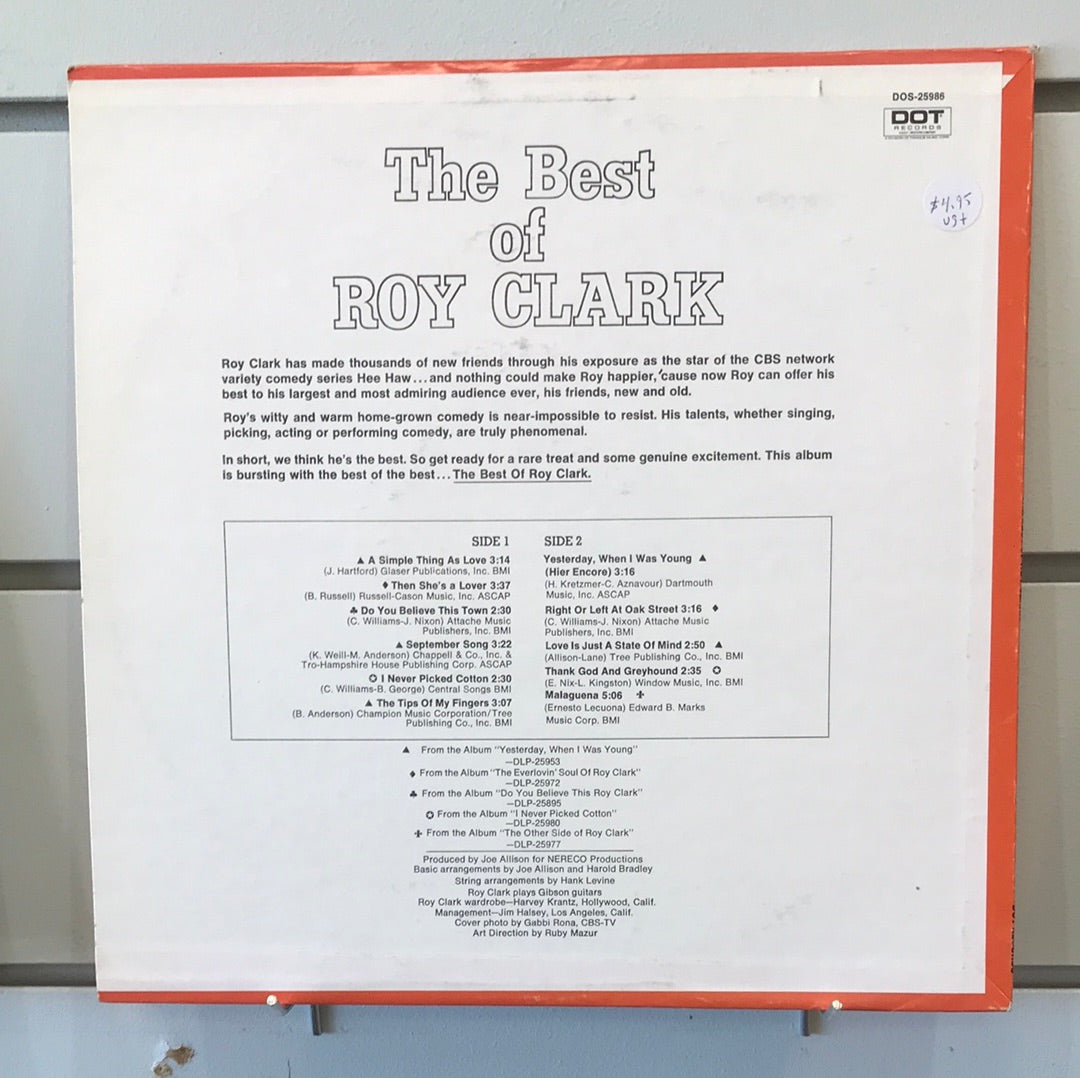 DOS-25986
DOT
RECORDS
$4.95
VG+
The Best
of
ROY CLARK
Roy Clark has made thousands of new friends through his exposure as the star of the CBS network
variety comedy series Hee Haw...and nothing could make Roy happier, 'cause now Roy can offer his
best to his largest and most admiring audience ever, his friends, new and old.
Roy's witty and warm home-grown comedy is near-impossible to resist. His talents, whether singing,
picking, acting or performing comedy, are truly phenomenal.
In short, we think he's the best. So get ready for a rare treat and some genuine excitement. This album
is bursting with the best of the best...The Best Of Roy Clark.
SIDE 1
▲ A Simple Thing As Love 3:14
(J. Hartford) Glaser Publications, Inc. BMI
♦ Then She's a Lover 3:37
(B. Russell) Russell-Cason Music, Inc. ASCAP
♣ Do You Believe This Town 2:30
(C. Williams-J. Nixon) Attache Music
Publishers, Inc. BMI
▲ September Song 3:22
(K. Weill-M. Anderson) Chappell & Co., Inc. &
Tro-Hampshire House Publishing Corp. ASCAP
✪ I Never Picked Cotton 2:30
(C. Williams-B. George) Central Songs BMI
▲ The Tips Of My Fingers 3:07
(B. Anderson) Champion Music Corporation/Tree
Publishing Co., Inc. BMI
SIDE 2
Yesterday, When I Was Young ▲
(Hier Encore) 3:16
(H. Kretzmer-C. Aznavour) Dartmouth
Music, Inc. ASCAP
Right Or Left At Oak Street 3:16 ♦
(C. Williams-J. Nixon) Attache Music
Publishers, Inc. BMI
Love Is Just A State Of Mind 2:50 ▲
(Allison-Lane) Tree Publishing Co., Inc. BMI
Thank God And Greyhound 2:35 ✪
(E. Nix-L. Kingston) Window Music, Inc. BMI
Malaguena 5:06 ✢
(Ernesto Lecuona) Edward B. Marks
Music Corp. BMI
▲ From the Album "Yesterday, When I Was Young"
—DLP-25953
♦ From the Album "The Everlovin' Soul Of Roy Clark"
—DLP-25972
♣ From the Album "Do You Believe This Roy Clark"
—DLP-25895
✪ From the Album "I Never Picked Cotton"
—DLP-25980
✢ From the Album "The Other Side of Roy Clark"
—DLP-25977
Produced by Joe Allison for NERECO Productions
Basic arrangements by Joe Allison and Harold Bradley
String arrangements by Hank Levine
Roy Clark plays Gibson guitars
Roy Clark wardrobe—Harvey Krantz, Hollywood, Calif.
Management—Jim Halsey, Los Angeles, Calif.
Cover photo by Gabbi Rona, CBS-TV
Art Direction by Ruby Mazur